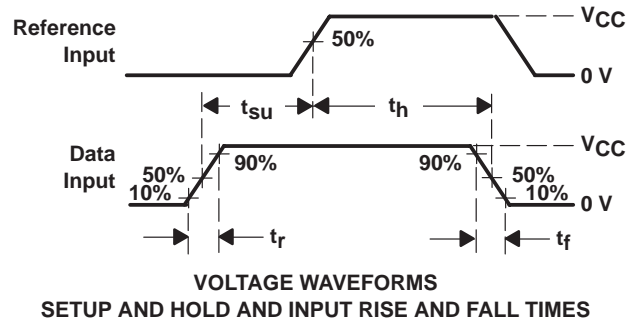 Reference
Input
50%
VCC
0 V
tsu
th
Data
Input
50%
10%
90%
90%
50%
10%
VCC
0 V
tr
tf
VOLTAGE WAVEFORMS
SETUP AND HOLD AND INPUT RISE AND FALL TIMES